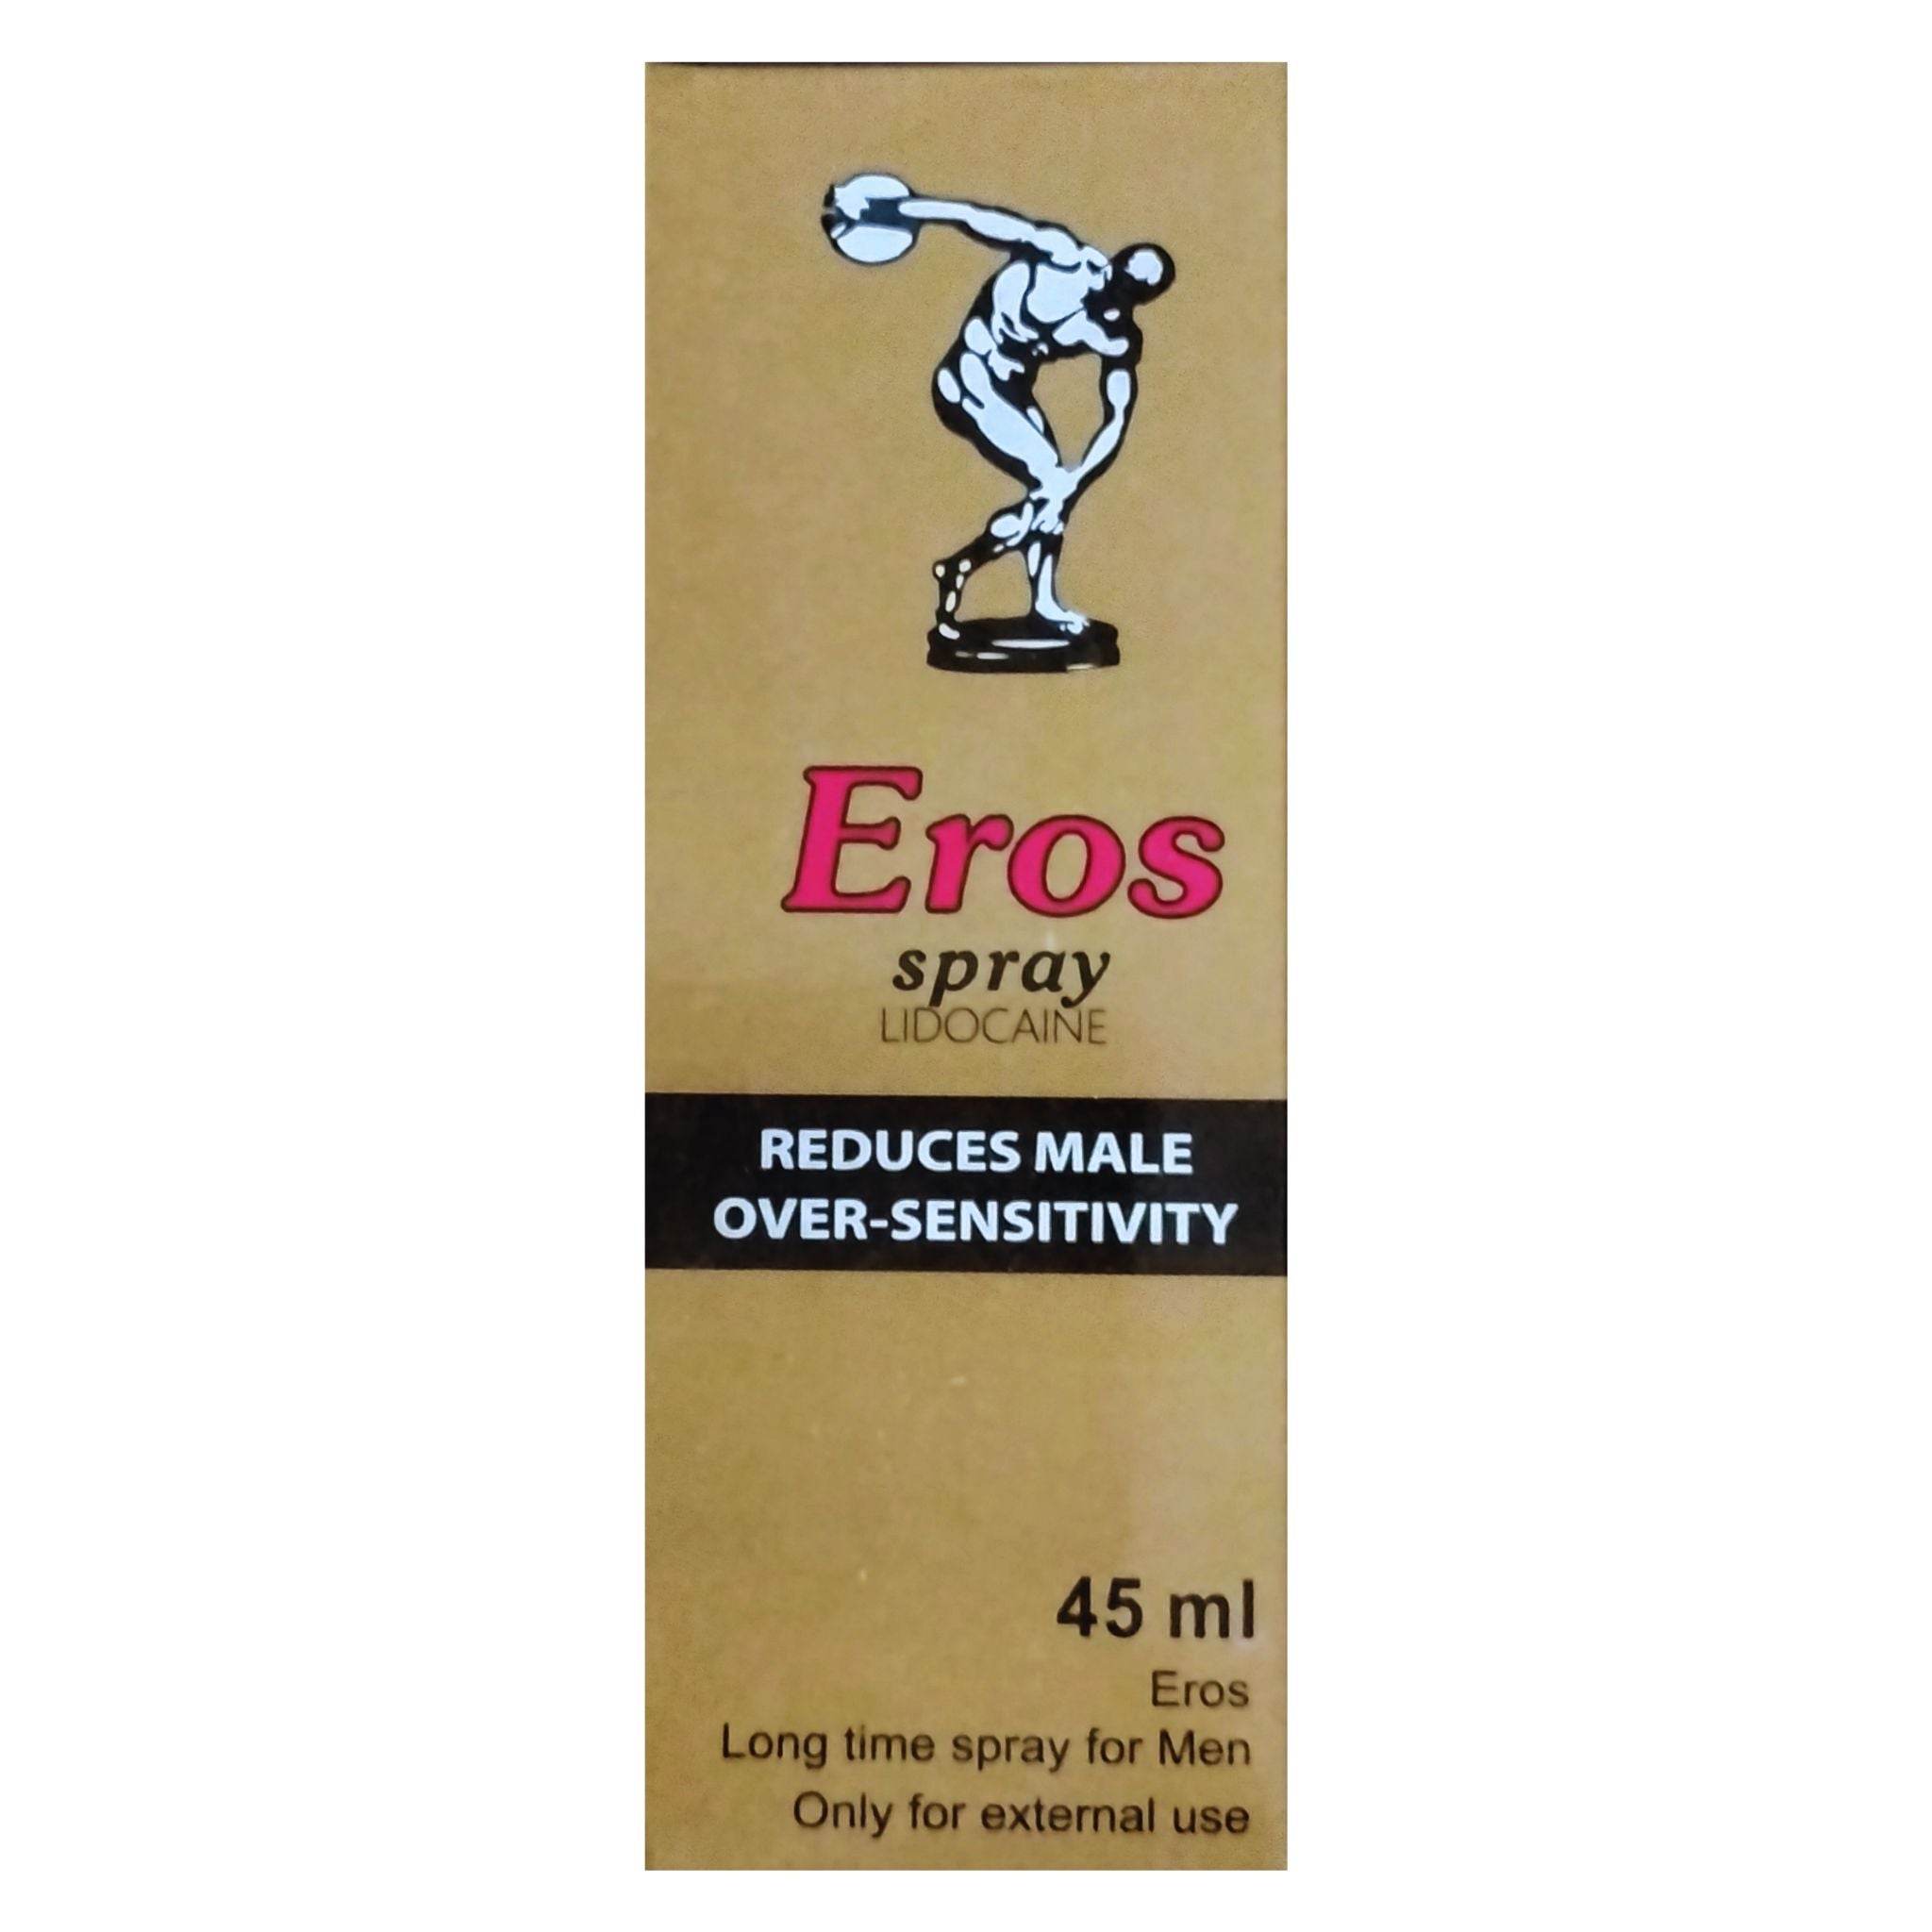 Eros
spray
LIDOCAINE
REDUCES MALE
OVER-SENSITIVITY
45 ml
Eros
Long time spray for Men
Only for external use